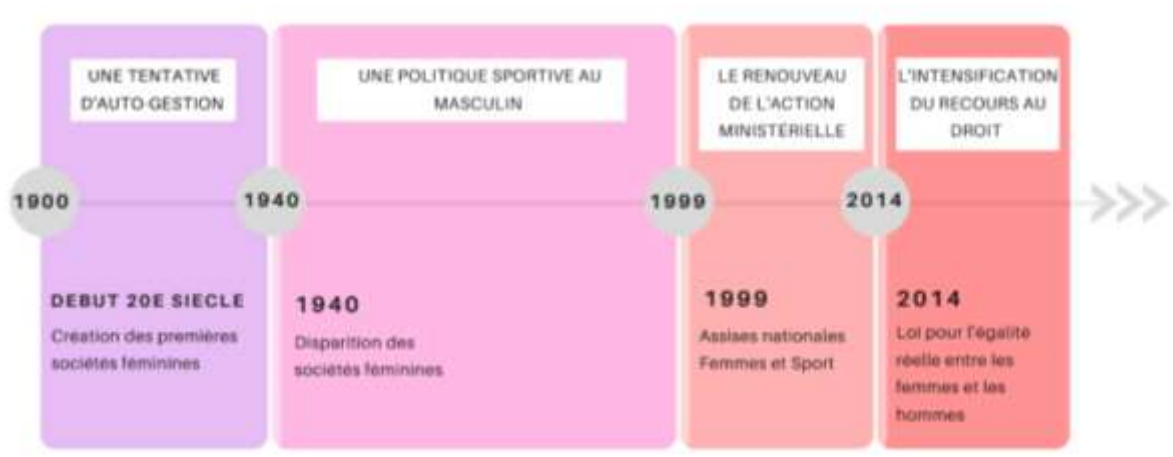 UNE TENTATIVE
D'AUTO-GESTION
UNE POLITIQUE SPORTIVE AU
MASCULIN
LE RENOUVEAU
DE L'ACTION
MINISTÉRIELLE
L'INTENSIFICATION
DU RECOURS AU
DROIT
1900
1940
1999
2014
DEBUT 20E SIECLE
Création des premières
sociétés féminines
1940
Disparition des
sociétés féminines
1999
Assises nationales
Femmes et Sport
2014
Loi pour l'égalité
réelle entre les
femmes et les
hommes